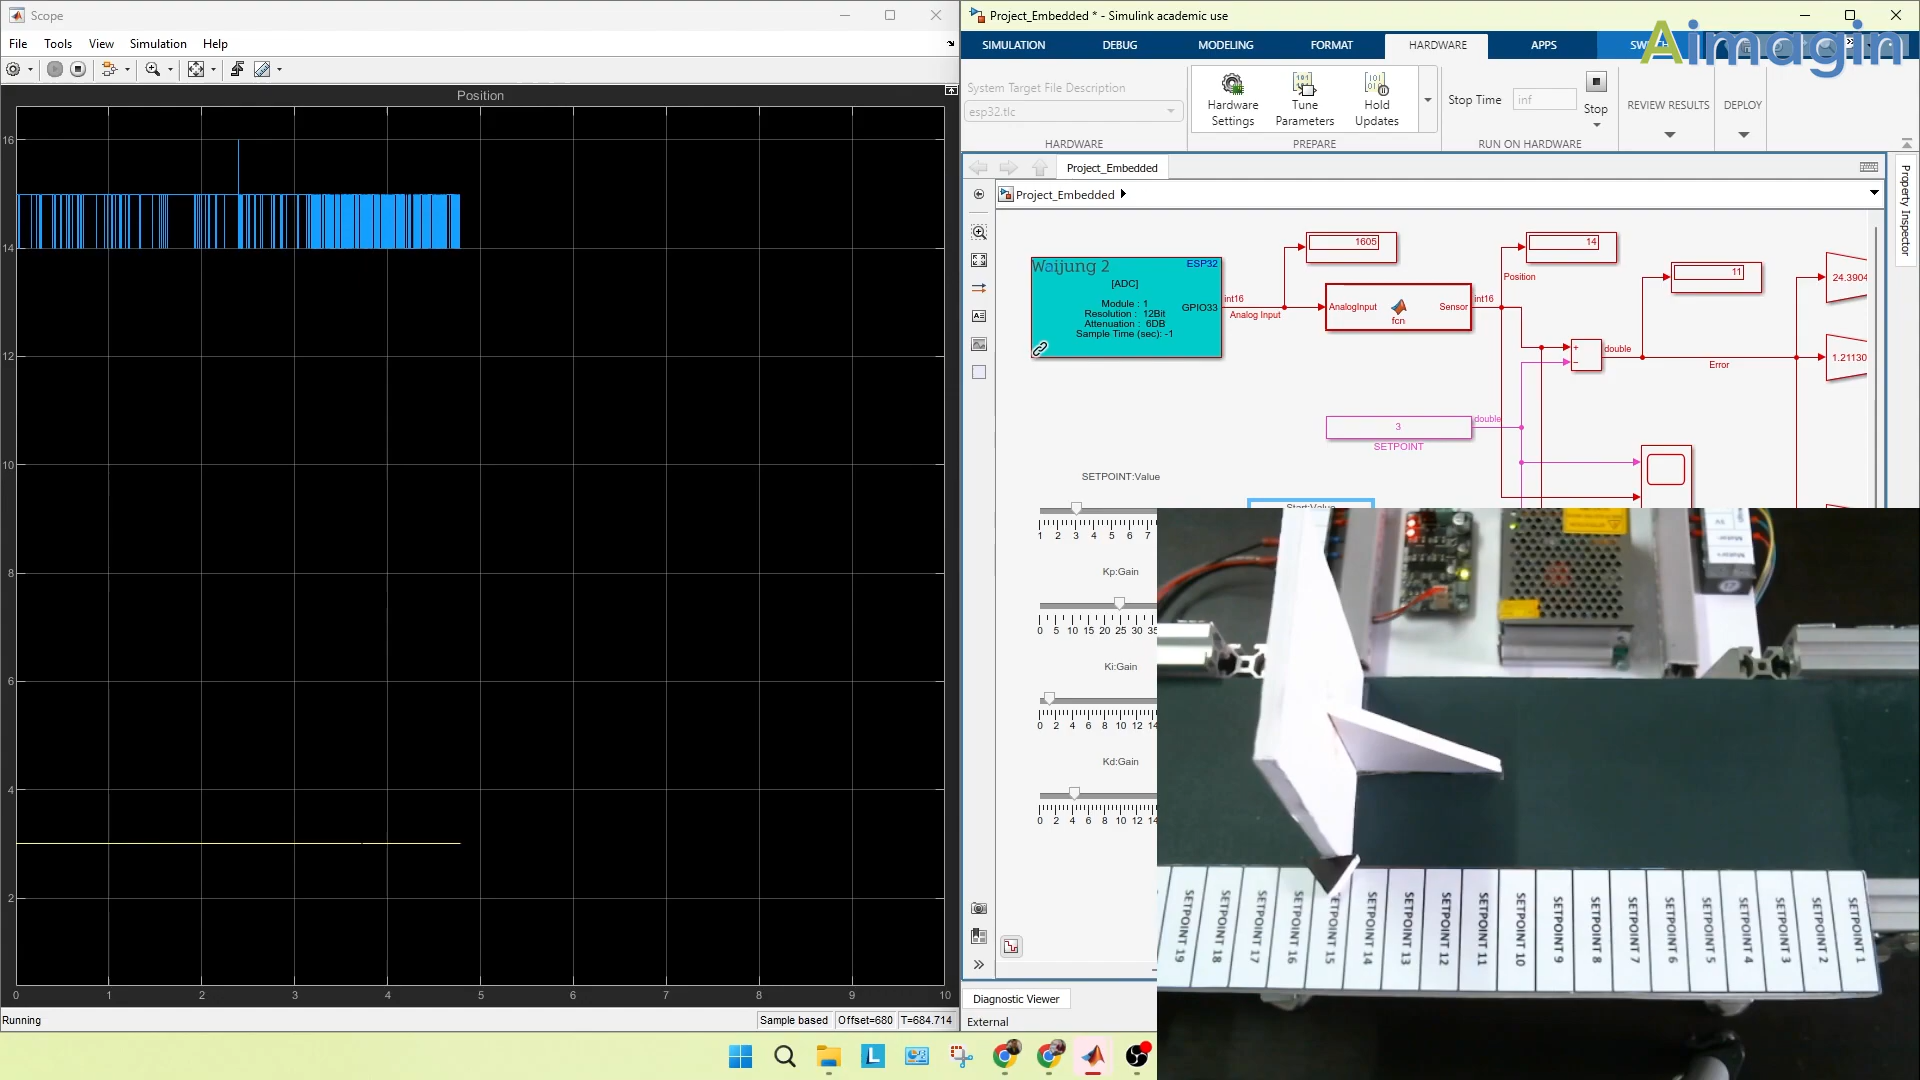 Scope
File Tools View Simulation Help
Position
16
14
12
10
8
6
4
2
0 1 2 3 4 5 6 7 8 9 10
Running
Sample based Offset=680 T=684.714
Project_Embedded * - Simulink academic use
Aimagin
SIMULATION DEBUG MODELING FORMAT HARDWARE APPS
System Target File Description
esp32.tlc
HARDWARE
Hardware
Settings
Tune
Parameters
Hold
Updates
PREPARE
Stop Time inf
Stop
RUN ON HARDWARE
REVIEW RESULTS
DEPLOY
Project_Embedded
Project_Embedded
Property Inspector
Waijung 2 ESP32
[ADC]
Module : 1
Resolution : 12Bit
Attenuation : 6DB
Sample Time (sec): -1
GPIO33
int16
Analog Input
1605
AnalogInput fcn Sensor
int16
14
Position
11
double
Error
24.3904
1.21130
3
double
SETPOINT
SETPOINT:Value
1 2 3 4 5 6 7
Start:Value
Kp:Gain
0 5 10 15 20 25 30 35
Ki:Gain
0 2 4 6 8 10 12 14
Kd:Gain
0 2 4 6 8 10 12 14
Diagnostic Viewer
External
SETPOINT 19
SETPOINT 18
SETPOINT 17
SETPOINT 16
SETPOINT 14
SETPOINT 13
SETPOINT 12
SETPOINT 11
SETPOINT 10
SETPOINT 9
SETPOINT 8
SETPOINT 7
SETPOINT 6
SETPOINT 5
SETPOINT 4
SETPOINT 3
SETPOINT 2
SETPOINT 1